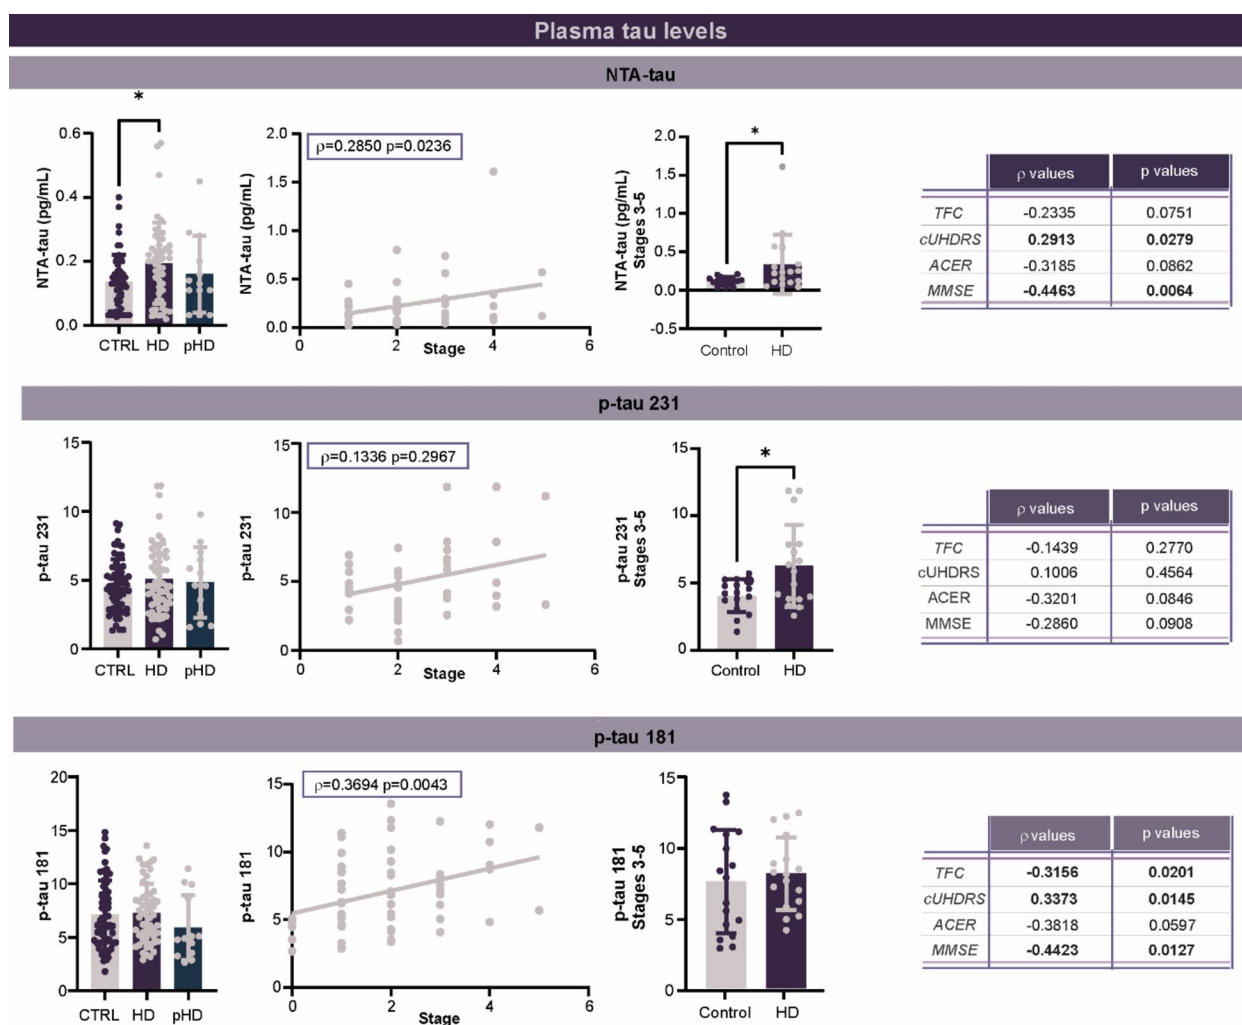 Plasma tau levels
NTA-tau
*
0.6
0.4
0.2
0.0
NTA-tau (pg/mL)
CTRL HD pHD
ρ=0.2850 p=0.0236
2.0
1.5
1.0
0.5
0.0
NTA-tau (pg/mL)
0 2 4 6
Stage
*
2.0
1.5
1.0
0.5
0.0
-0.5
NTA-tau (pg/mL)
Stages 3-5
Control HD
ρ values p values
TFC -0.2335 0.0751
cUHDRS 0.2913 0.0279
ACER -0.3185 0.0862
MMSE -0.4463 0.0064
p-tau 231
15
10
5
0
p-tau 231
CTRL HD pHD
ρ=0.1336 p=0.2967
15
10
5
0
p-tau 231
0 2 4 6
Stage
*
15
10
5
0
p-tau 231
Stages 3-5
Control HD
ρ values p values
TFC -0.1439 0.2770
cUHDRS 0.1006 0.4564
ACER -0.3201 0.0846
MMSE -0.2860 0.0908
p-tau 181
20
15
10
5
0
p-tau 181
CTRL HD pHD
ρ=0.3694 p=0.0043
15
10
5
0
p-tau 181
0 2 4 6
Stage
15
10
5
0
p-tau 181
Stages 3-5
Control HD
ρ values p values
TFC -0.3156 0.0201
cUHDRS 0.3373 0.0145
ACER -0.3818 0.0597
MMSE -0.4423 0.0127